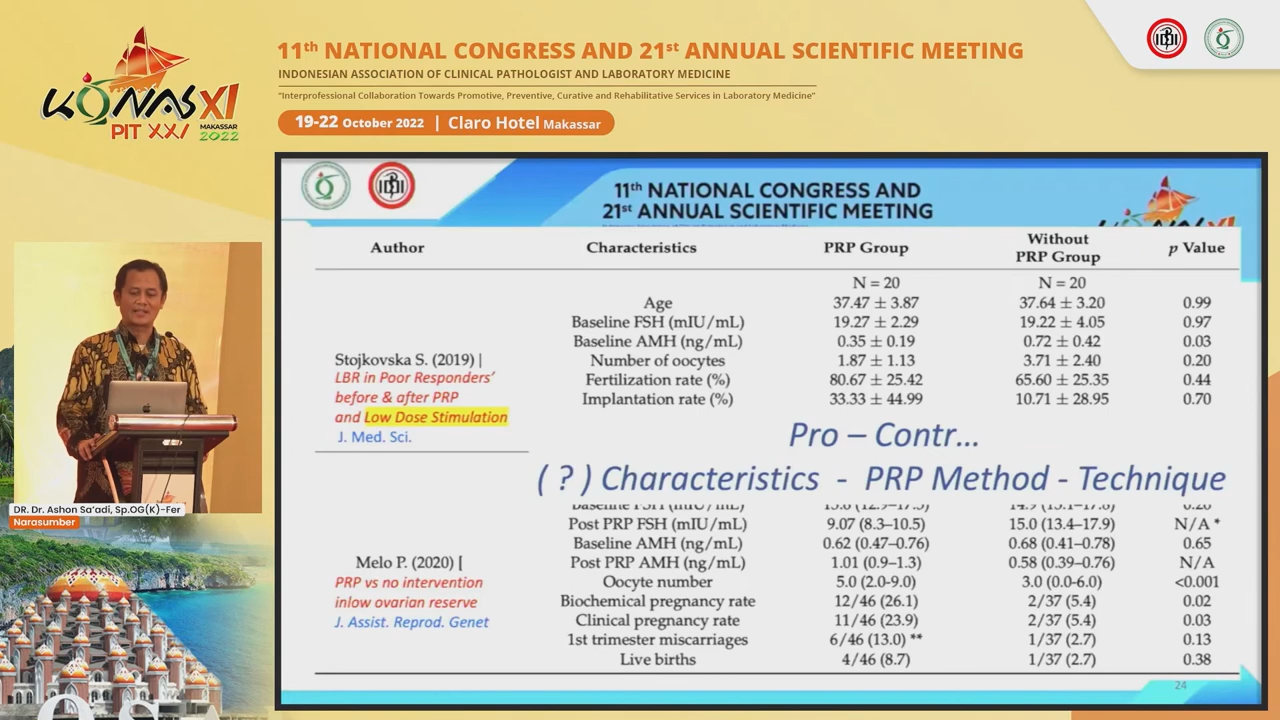 11th NATIONAL CONGRESS AND 21st ANNUAL SCIENTIFIC MEETING
INDONESIAN ASSOCIATION OF CLINICAL PATHOLOGIST AND LABORATORY MEDICINE
"Interprofessional Collaboration Towards Promotive, Preventive, Curative and Rehabilitative Services in Laboratory Medicine"
19-22 October 2022 | Claro Hotel Makassar
KONAS XI
PIT XXI MAKASSAR
2022
IDI
11th NATIONAL CONGRESS AND
21st ANNUAL SCIENTIFIC MEETING
Author Characteristics PRP Group Without PRP Group p Value
N = 20 N = 20
Age 37.47 ± 3.87 37.64 ± 3.20 0.99
Baseline FSH (mIU/mL) 19.27 ± 2.29 19.22 ± 4.05 0.97
Baseline AMH (ng/mL) 0.35 ± 0.19 0.72 ± 0.42 0.03
Number of oocytes 1.87 ± 1.13 3.71 ± 2.40 0.20
Fertilization rate (%) 80.67 ± 25.42 65.60 ± 25.35 0.44
Implantation rate (%) 33.33 ± 44.99 10.71 ± 28.95 0.70
Stojkovska S. (2019) |
LBR in Poor Responders'
before & after PRP
and Low Dose Stimulation
J. Med. Sci.
Pro – Contr...
( ? ) Characteristics - PRP Method - Technique
Post PRP FSH (mIU/mL) 9.07 (8.3–10.5) 15.0 (13.4–17.9) N/A *
Baseline AMH (ng/mL) 0.62 (0.47–0.76) 0.68 (0.41–0.78) 0.65
Post PRP AMH (ng/mL) 1.01 (0.9–1.3) 0.58 (0.39–0.76) N/A
Oocyte number 5.0 (2.0-9.0) 3.0 (0.0-6.0) <0.001
Biochemical pregnancy rate 12/46 (26.1) 2/37 (5.4) 0.02
Clinical pregnancy rate 11/46 (23.9) 2/37 (5.4) 0.03
1st trimester miscarriages 6/46 (13.0) ** 1/37 (2.7) 0.13
Live births 4/46 (8.7) 1/37 (2.7) 0.38
Melo P. (2020) [
PRP vs no intervention
inlow ovarian reserve
J. Assist. Reprod. Genet
24
DR. Dr. Ashon Sa'adi, Sp.OG(K)-Fer
Narasumber